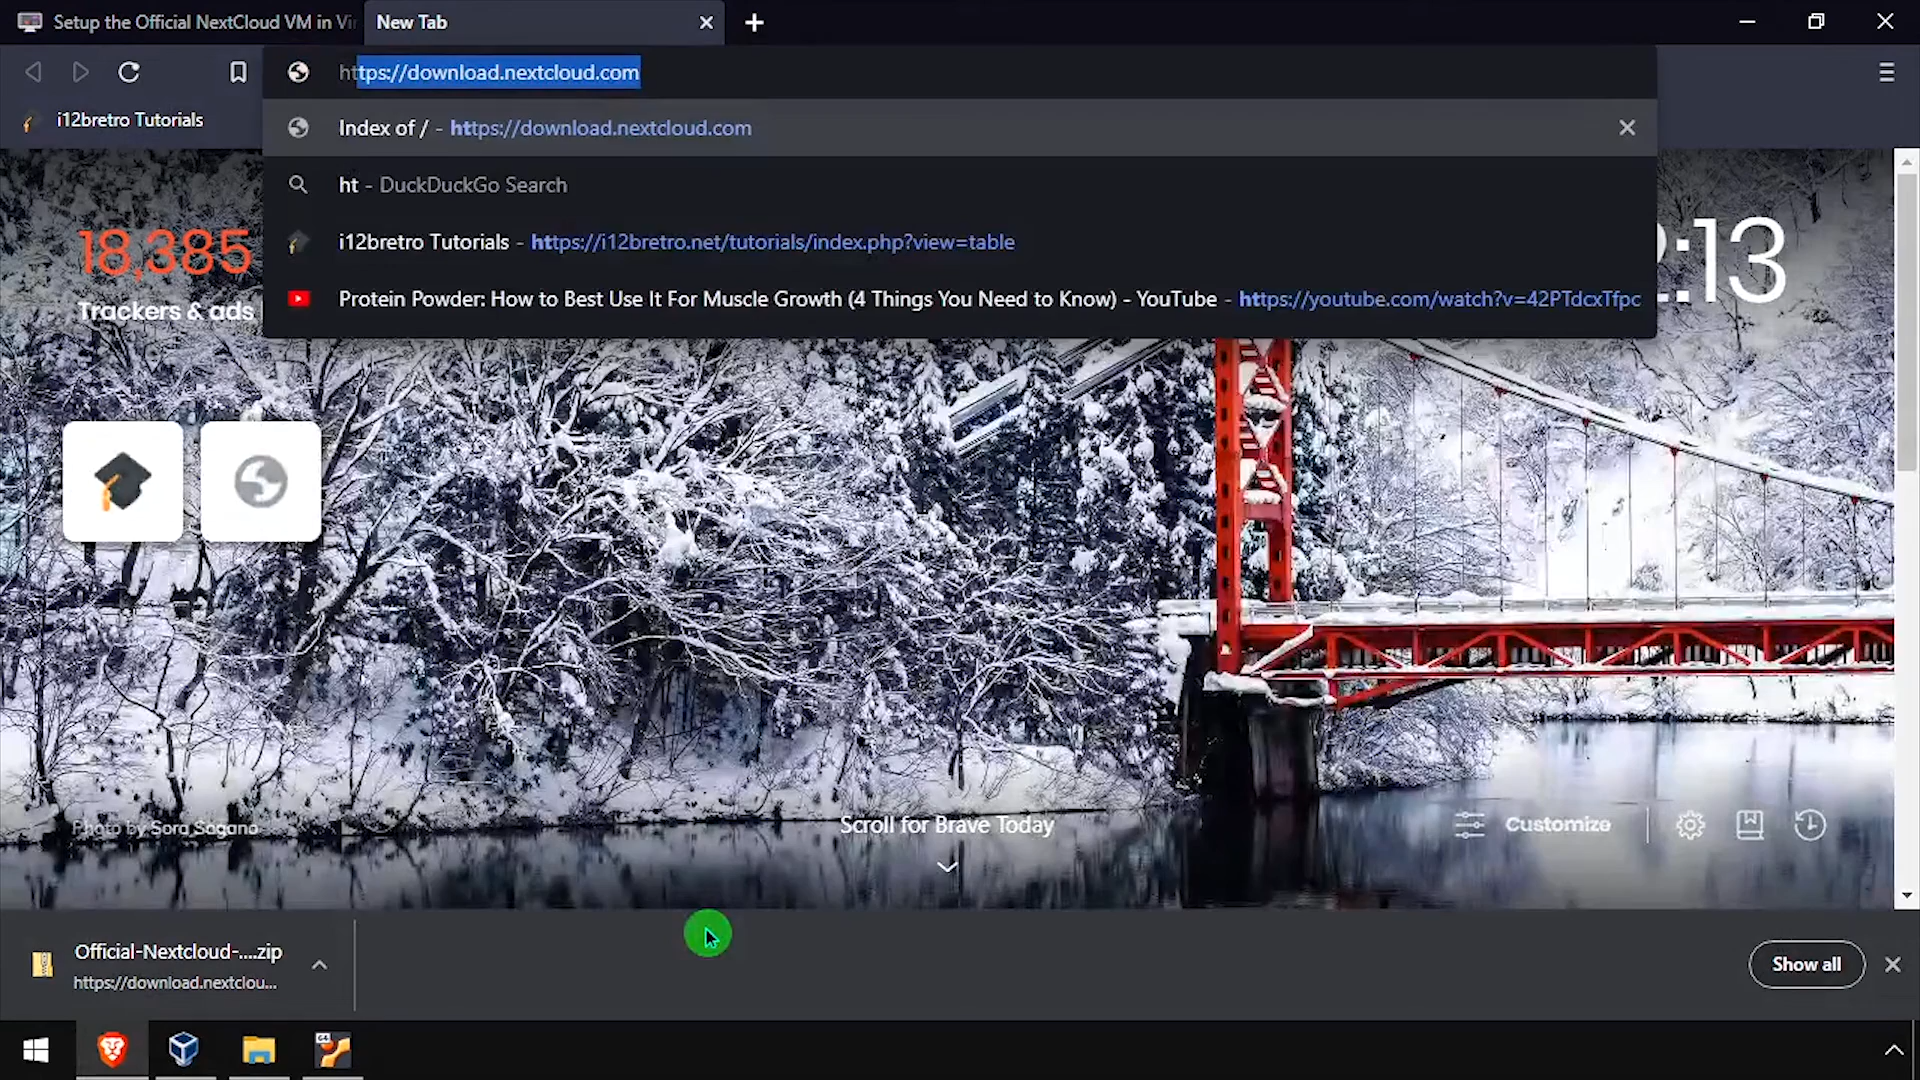 Setup the Official NextCloud VM in Vir
New Tab
https://download.nextcloud.com
i12bretro Tutorials
Index of / - https://download.nextcloud.com
ht - DuckDuckGo Search
i12bretro Tutorials - https://i12bretro.net/tutorials/index.php?view=table
Protein Powder: How to Best Use It For Muscle Growth (4 Things You Need to Know) - YouTube - https://youtube.com/watch?v=42PTdcxTfpc
18,385
Trackers & ads
:13
Photo by Sora Sagano
Scroll for Brave Today
Customize
Official-Nextcloud-....zip
https://download.nextclou...
Show all
64